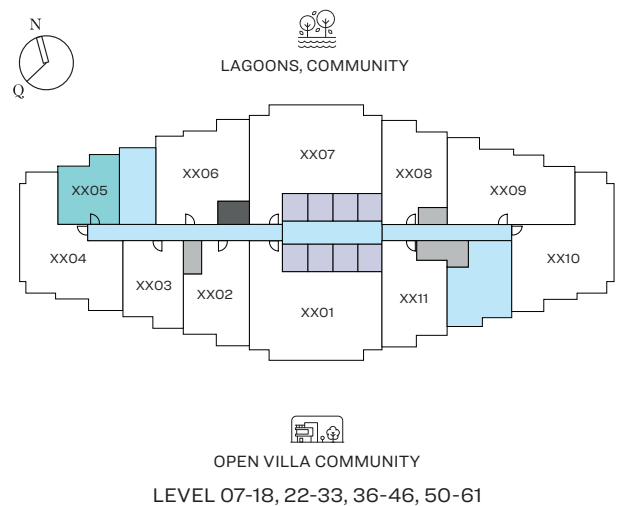 N
Q
LAGOONS, COMMUNITY
XX07
XX06
XX08
XX05
XX09
XX04
XX10
XX03
XX02
XX11
XX01
OPEN VILLA COMMUNITY
LEVEL 07-18, 22-33, 36-46, 50-61